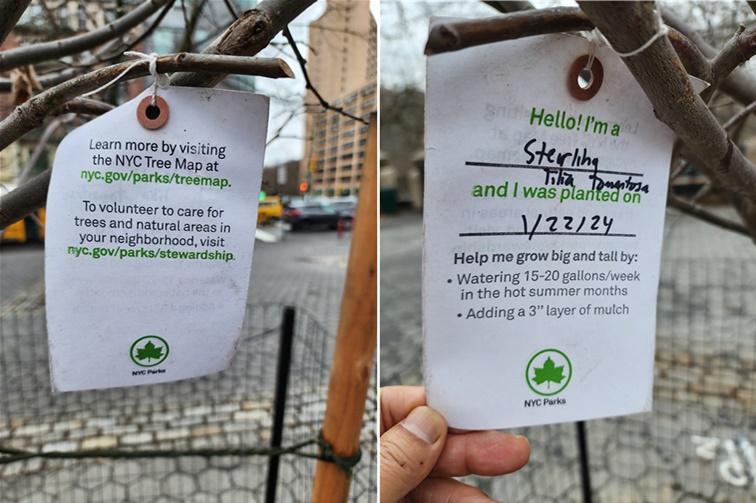 Learn more by visiting
the NYC Tree Map at
nyc.gov/parks/treemap.
To volunteer to care for
trees and natural areas in
your neighborhood, visit
nyc.gov/parks/stewardship.
NYC Parks
Hello! I'm a
Sterling
Tilia Tomentosa
and I was planted on
1/22/24
Help me grow big and tall by:
• Watering 15-20 gallons/week
in the hot summer months
• Adding a 3" layer of mulch
NYC Parks